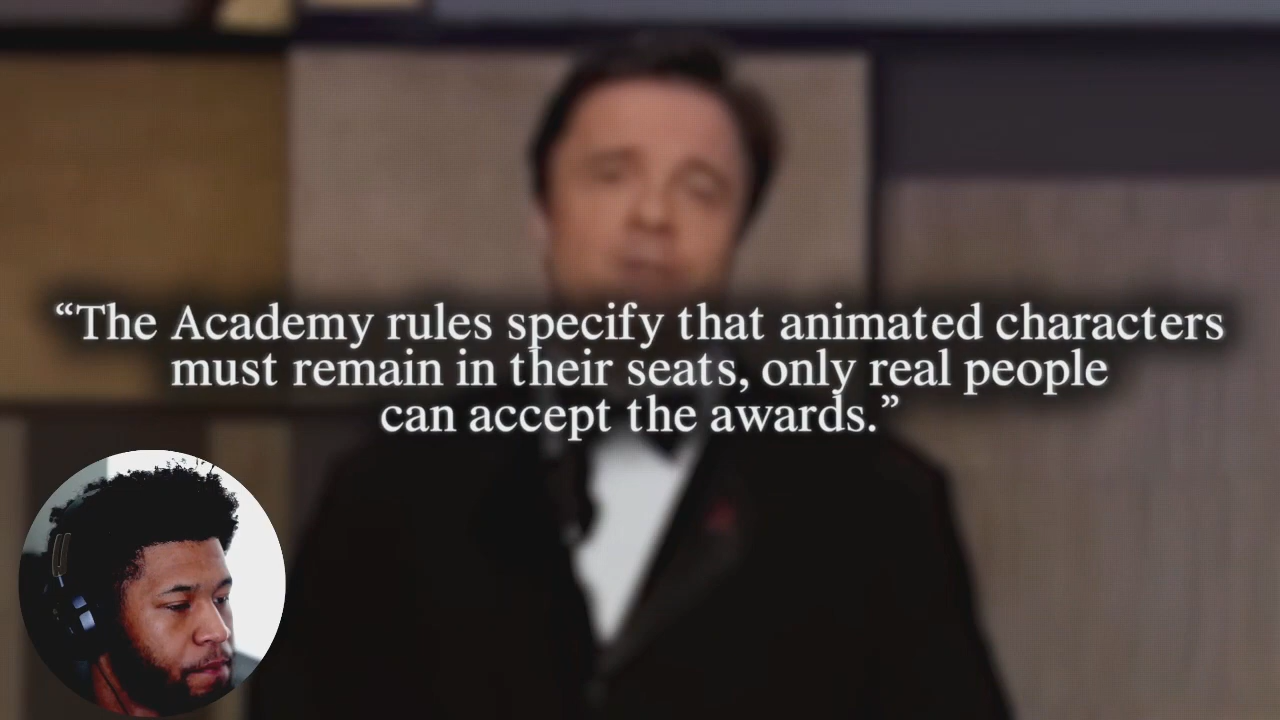 “The Academy rules specify that animated characters
must remain in their seats, only real people
can accept the awards.”